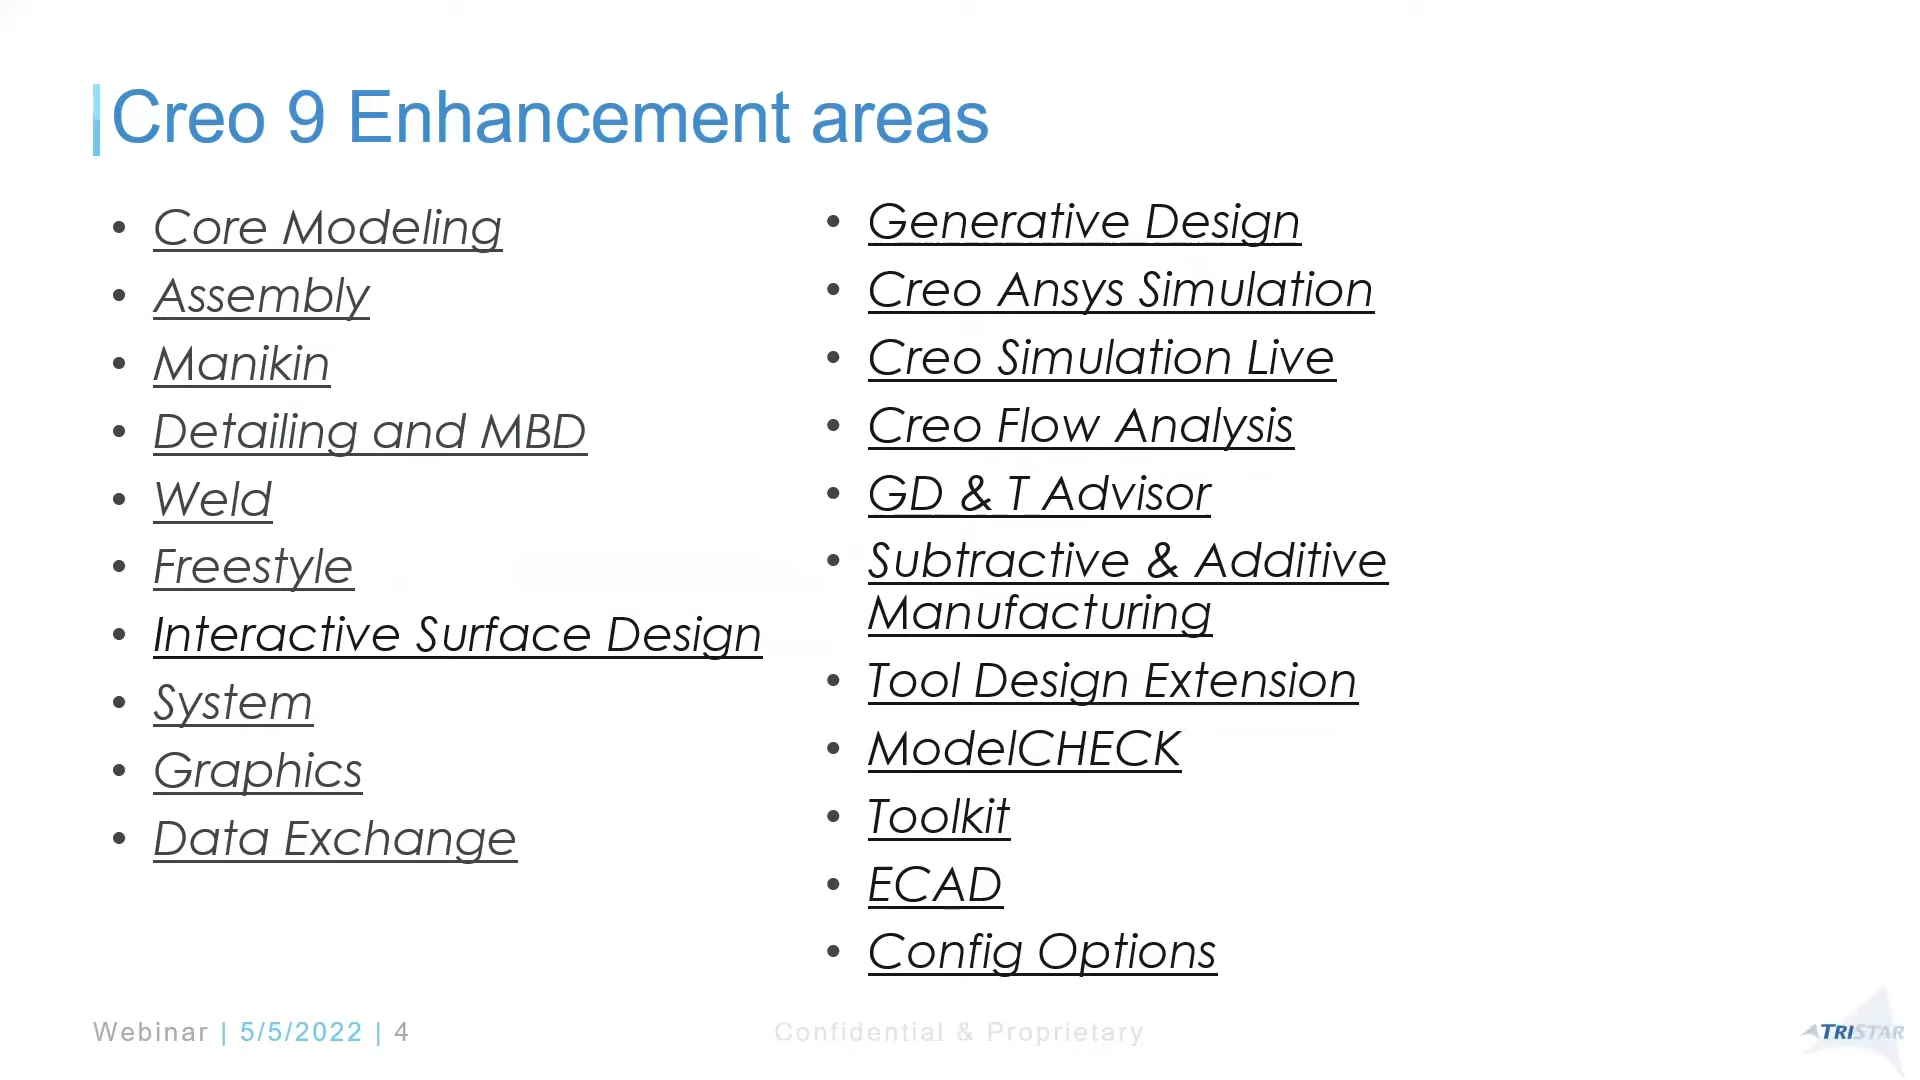 Creo 9 Enhancement areas
• Core Modeling
• Assembly
• Manikin
• Detailing and MBD
• Weld
• Freestyle
• Interactive Surface Design
• System
• Graphics
• Data Exchange
• Generative Design
• Creo Ansys Simulation
• Creo Simulation Live
• Creo Flow Analysis
• GD & T Advisor
• Subtractive & Additive
Manufacturing
• Tool Design Extension
• ModelCHECK
• Toolkit
• ECAD
• Config Options
Webinar | 5/5/2022 | 4
Confidential & Proprietary
TRISTAR